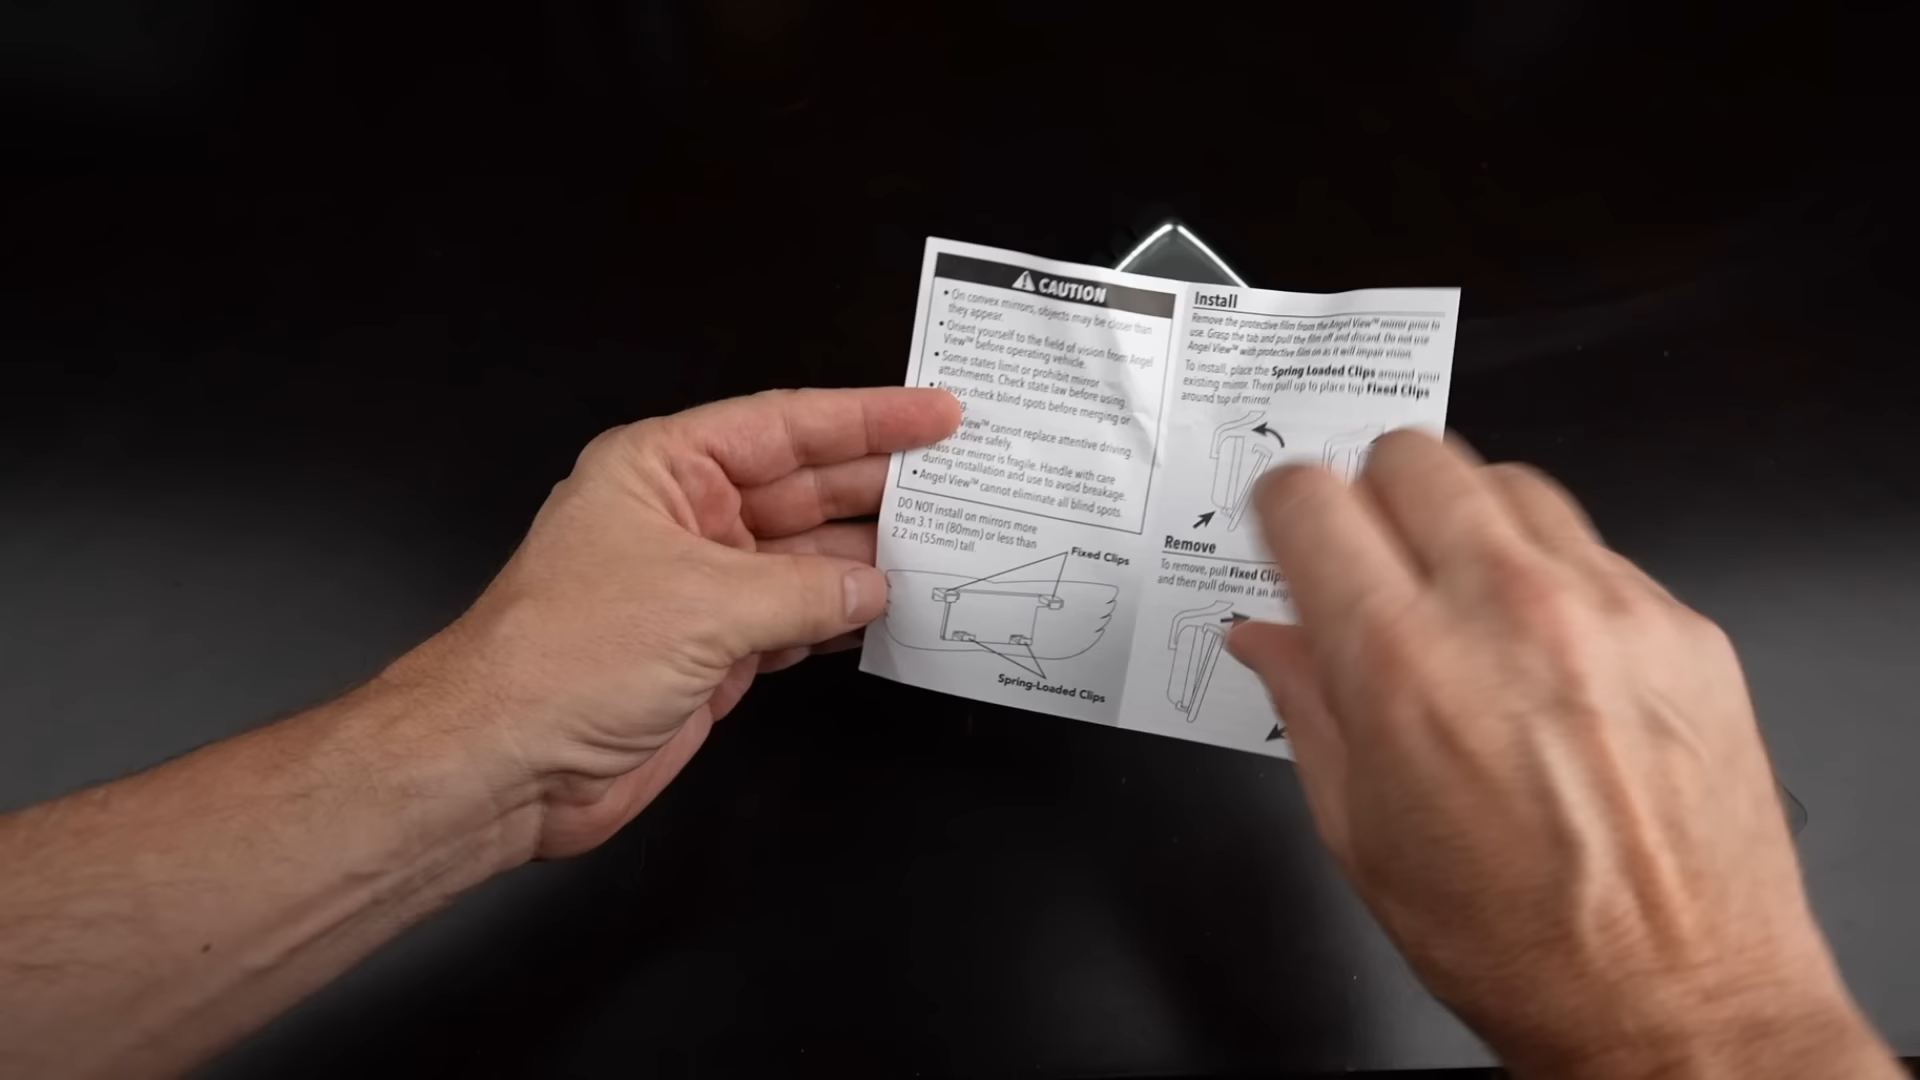 CAUTION
• On convex mirrors, objects may be closer than
they appear.
• Orient yourself to the field of vision from Angel
View™ before operating vehicle.
• Some states limit or prohibit mirror
attachments. Check state law before using.
• Always check blind spots before merging or
View™ cannot replace attentive driving.
drive safely.
car mirror is fragile. Handle with care
during installation and use to avoid breakage.
• Angel View™ cannot eliminate all blind spots.
DO NOT install on mirrors more
than 3.1 in (80mm) or less than
2.2 in (55mm) tall.
Fixed Clips
Spring-Loaded Clips
Install
Remove the protective film from the Angel View™ mirror prior to
use. Grasp the tab and pull the film off and discard. Do not use
Angel View™ with protective film on as it will impair vision.
To install, place the Spring Loaded Clips around your
existing mirror. Then pull up to place top Fixed Clips
around top of mirror.
Remove
To remove, pull Fixed Clips
and then pull down at an